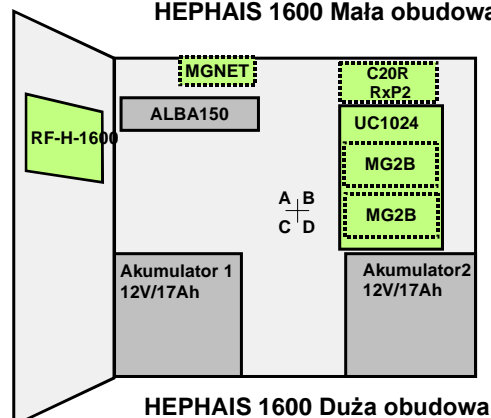 HEPHAIS 1600 Mała obudowa
MGNET
C20R
RxP2
ALBA150
UC1024
RF-H-1600
MG2B
A B
C D
MG2B
Akumulator 1
12V/17Ah
Akumulator2
12V/17Ah
HEPHAIS 1600 Duża obudowa